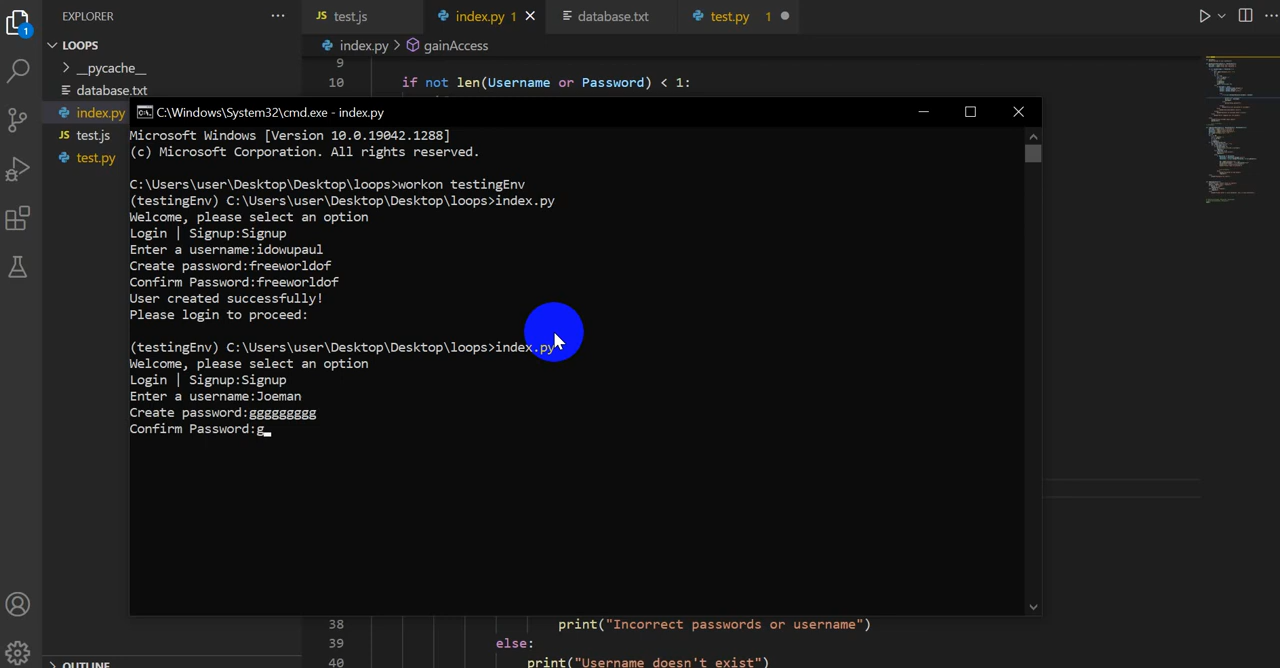 EXPLORER
test.js
index.py 1
database.txt
test.py 1
LOOPS
index.py > gainAccess
__pycache__
9
database.txt
10 if not len(Username or Password) < 1:
index.py
test.js
test.py
1
C:\Windows\System32\cmd.exe - index.py
Microsoft Windows [Version 10.0.19042.1288]
(c) Microsoft Corporation. All rights reserved.
C:\Users\user\Desktop\Desktop\loops>workon testingEnv
(testingEnv) C:\Users\user\Desktop\Desktop\loops>index.py
Welcome, please select an option
Login | Signup:Signup
Enter a username:idowupaul
Create password:freeworldof
Confirm Password:freeworldof
User created successfully!
Please login to proceed:
(testingEnv) C:\Users\user\Desktop\Desktop\loops>index.py
Welcome, please select an option
Login | Signup:Signup
Enter a username:Joeman
Create password:ggggggggg
Confirm Password:g
38 print("Incorrect passwords or username")
39 else:
40 print("Username doesn't exist")
OUTLINE